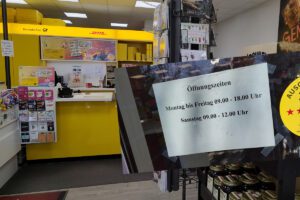 Öffnungszeiten
Montag bis Freitag 09.00 - 18.00 Uhr
Samstag 09.00 - 12.00 Uhr
DHL